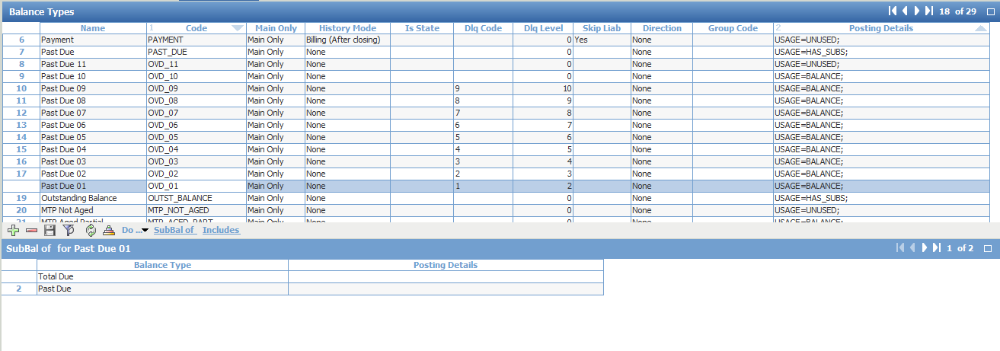 Balance Types 18 of 29
Name 1 Code Main Only History Mode Is State Dlq Code Dlq Level Skip Liab Direction Group Code 2 Posting Details
6 Payment PAYMENT Main Only Billing (After closing) 0 Yes None USAGE=UNUSED;
7 Past Due PAST_DUE Main Only None 0 None USAGE=HAS_SUBS;
8 Past Due 11 OVD_11 Main Only None 0 None USAGE=UNUSED;
9 Past Due 10 OVD_10 Main Only None 0 None USAGE=BALANCE;
10 Past Due 09 OVD_09 Main Only None 9 10 None USAGE=BALANCE;
11 Past Due 08 OVD_08 Main Only None 8 9 None USAGE=BALANCE;
12 Past Due 07 OVD_07 Main Only None 7 8 None USAGE=BALANCE;
13 Past Due 06 OVD_06 Main Only None 6 7 None USAGE=BALANCE;
14 Past Due 05 OVD_05 Main Only None 5 6 None USAGE=BALANCE;
15 Past Due 04 OVD_04 Main Only None 4 5 None USAGE=BALANCE;
16 Past Due 03 OVD_03 Main Only None 3 4 None USAGE=BALANCE;
17 Past Due 02 OVD_02 Main Only None 2 3 None USAGE=BALANCE;
Past Due 01 OVD_01 Main Only None 1 2 None USAGE=BALANCE;
19 Outstanding Balance OUTST_BALANCE Main Only None 0 None USAGE=HAS_SUBS;
20 MTP Not Aged MTP_NOT_AGED Main Only None 0 None USAGE=UNUSED;
21 MTP Aged Partial MTP_AGED_PART Main Only None 0 None USAGE=BALANCE;
Do ... SubBal of Includes
SubBal of for Past Due 01 1 of 2
Balance Type Posting Details
Total Due
2 Past Due